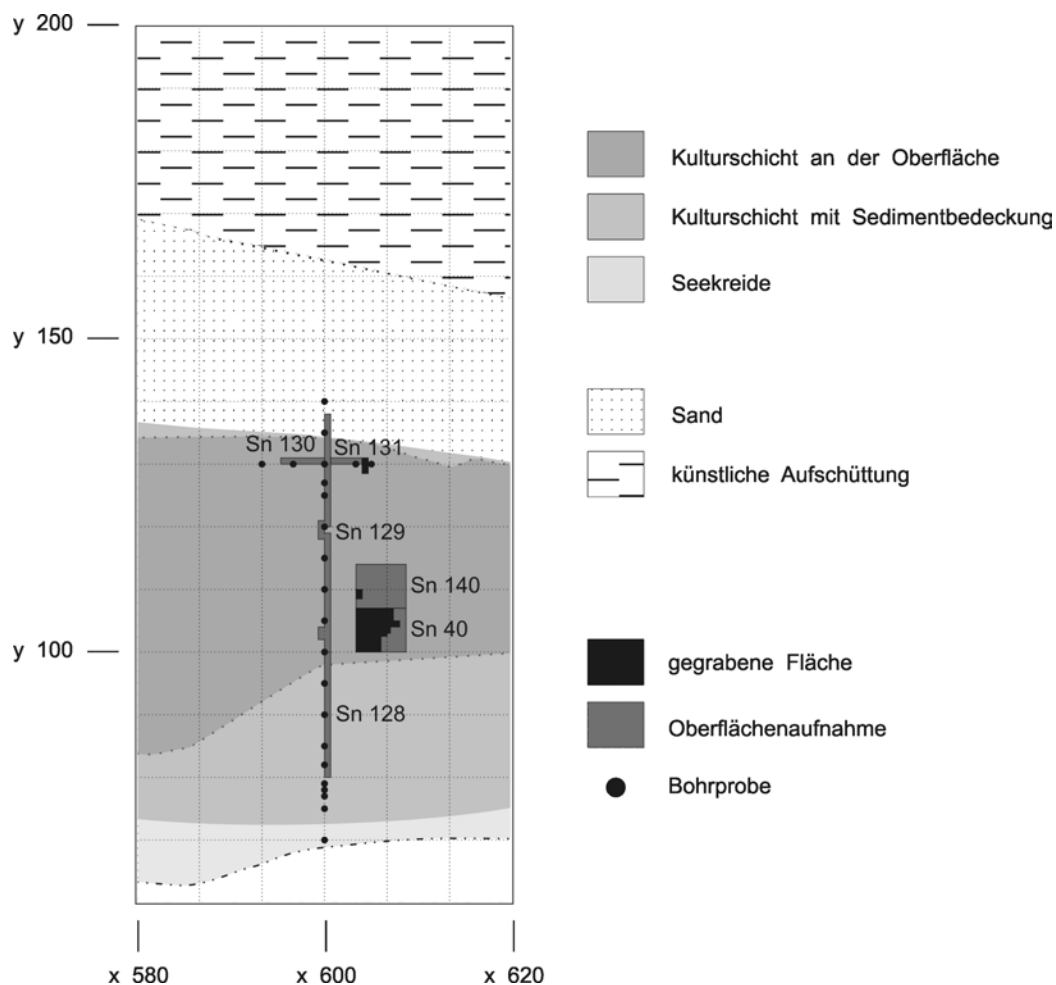 y 200
y 150
y 100
x 580
x 600
x 620
Sn 130
Sn 131
Sn 129
Sn 140
Sn 40
Sn 128
Kulturschicht an der Oberfläche
Kulturschicht mit Sedimentbedeckung
Seekreide
Sand
künstliche Aufschüttung
gegrabene Fläche
Oberflächenaufnahme
Bohrprobe